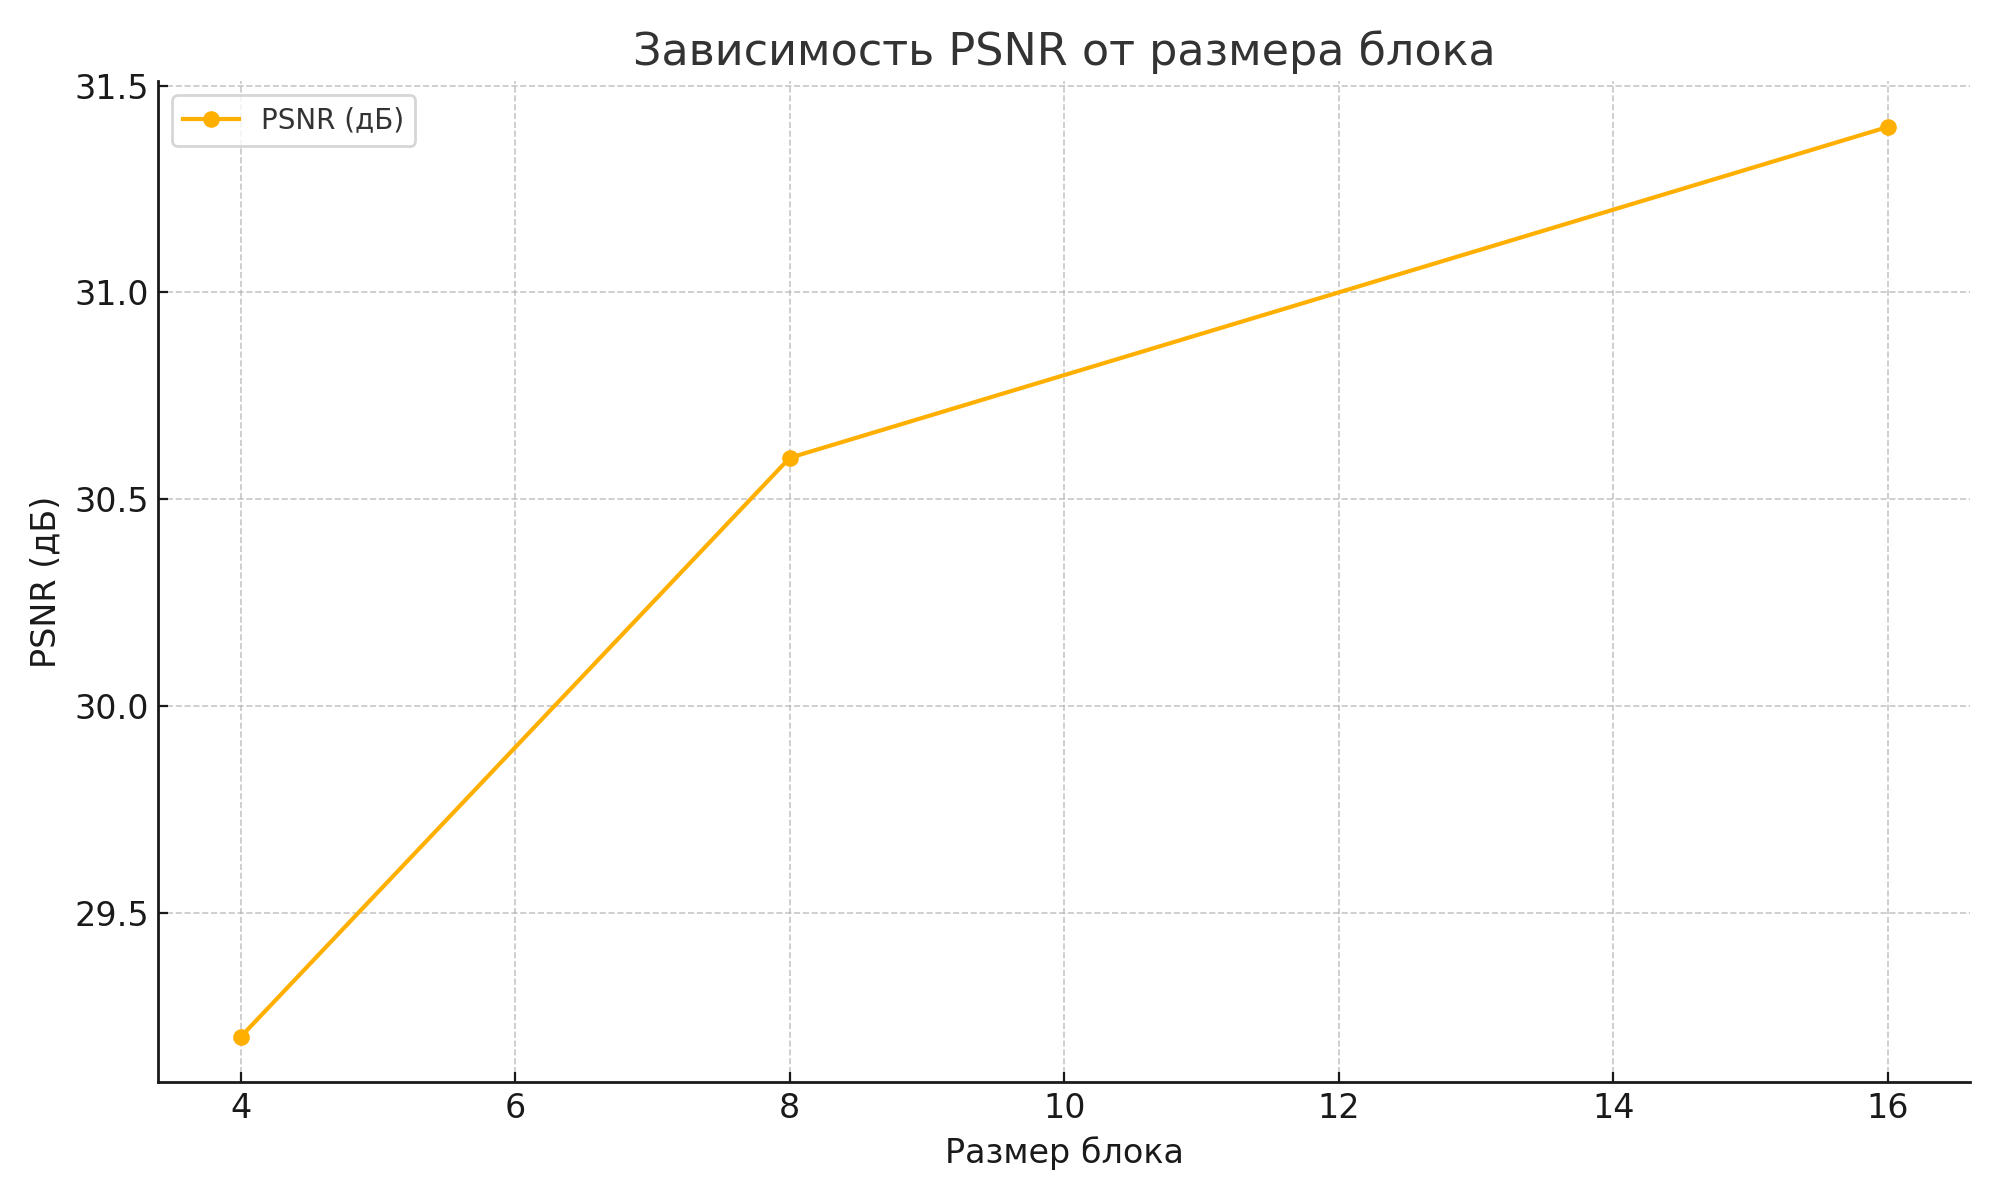 Зависимость PSNR от размера блока
PSNR (дБ)
31.5
31.0
30.5
30.0
29.5
PSNR (дБ)
4 6 8 10 12 14 16
Размер блока